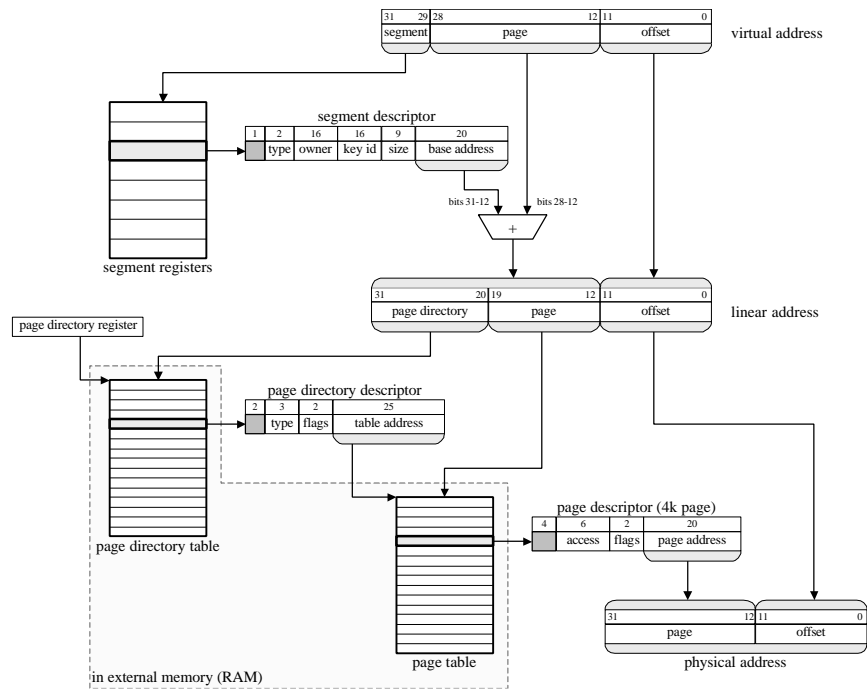 31 29 28 12 11 0
segment page offset
virtual address
segment descriptor
1 2 16 16 9 20
type owner key id size base address
bits 31-12 bits 28-12
+
segment registers
31 20 19 12 11 0
page directory page offset
linear address
page directory register
page directory descriptor
2 3 2 25
type flags table address
page directory table
page descriptor (4k page)
4 6 2 20
access flags page address
31 12 11 0
page offset
page table
physical address
in external memory (RAM)